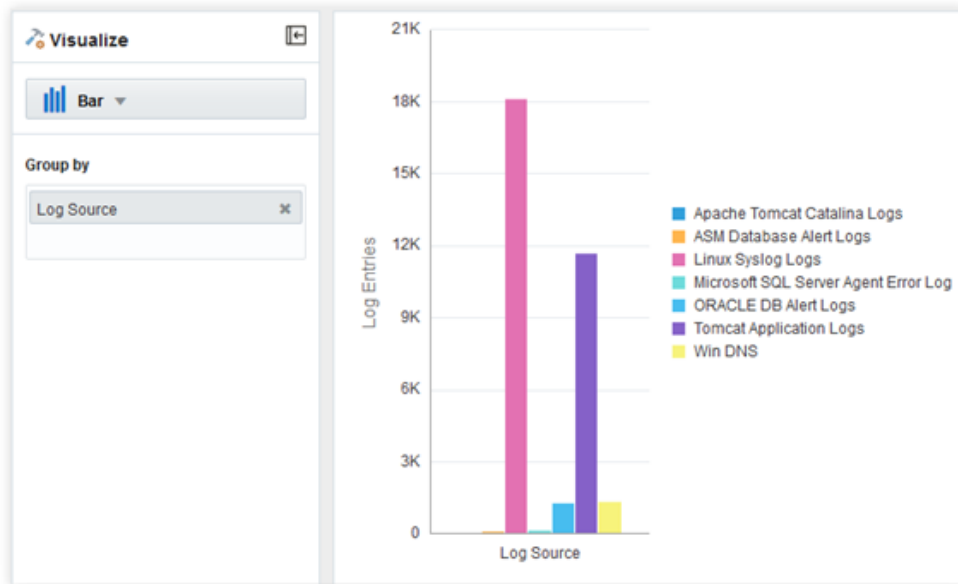 Visualize
Bar
Group by
Log Source
21K
18K
15K
12K
9K
6K
3K
0
Log Entries
Log Source
Apache Tomcat Catalina Logs
ASM Database Alert Logs
Linux Syslog Logs
Microsoft SQL Server Agent Error Log
ORACLE DB Alert Logs
Tomcat Application Logs
Win DNS